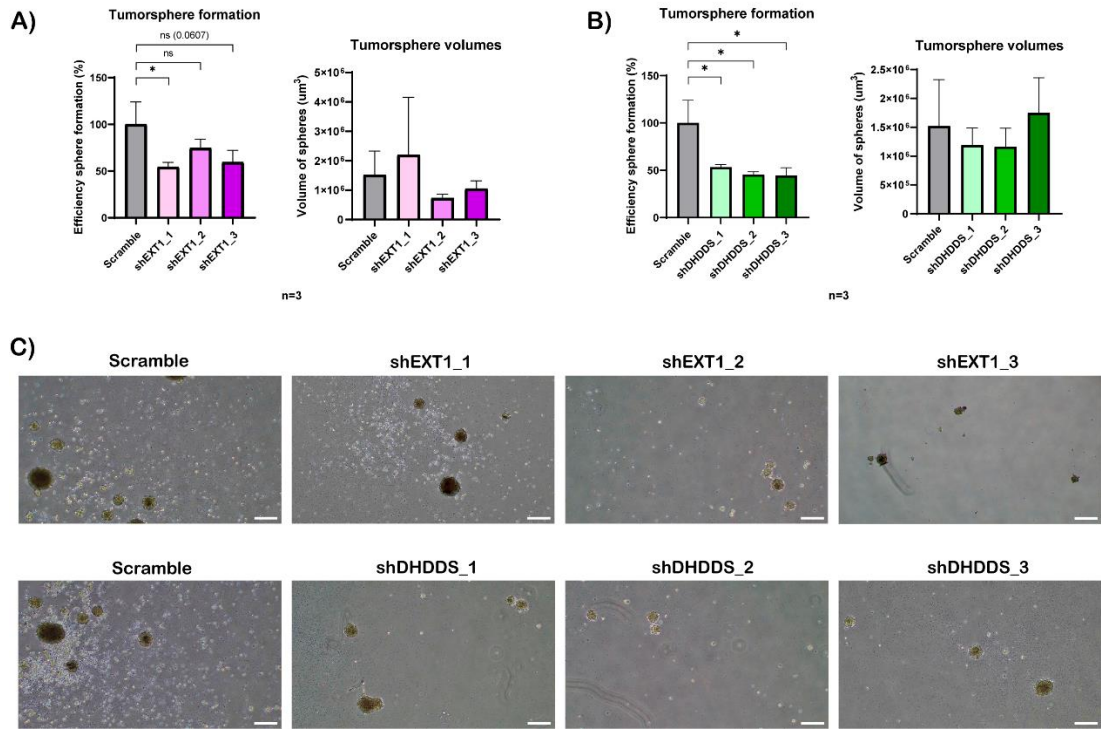 A)
Tumorsphere formation
ns (0.0607)
ns
*
Efficiency sphere formation (%)
150
100
50
0
Scramble
shEXT1_1
shEXT1_2
shEXT1_3
Tumorsphere volumes
Volume of spheres (um³)
5×10⁶
4×10⁶
3×10⁶
2×10⁶
1×10⁶
0
Scramble
shEXT1_1
shEXT1_2
shEXT1_3
n=3
B)
Tumorsphere formation
*
*
*
Efficiency sphere formation (%)
150
100
50
0
Scramble
shDHDDS_1
shDHDDS_2
shDHDDS_3
Tumorsphere volumes
Volume of spheres (um³)
2.5×10⁶
2.0×10⁶
1.5×10⁶
1×10⁶
5×10⁵
0
Scramble
shDHDDS_1
shDHDDS_2
shDHDDS_3
n=3
C)
Scramble
shEXT1_1
shEXT1_2
shEXT1_3
Scramble
shDHDDS_1
shDHDDS_2
shDHDDS_3